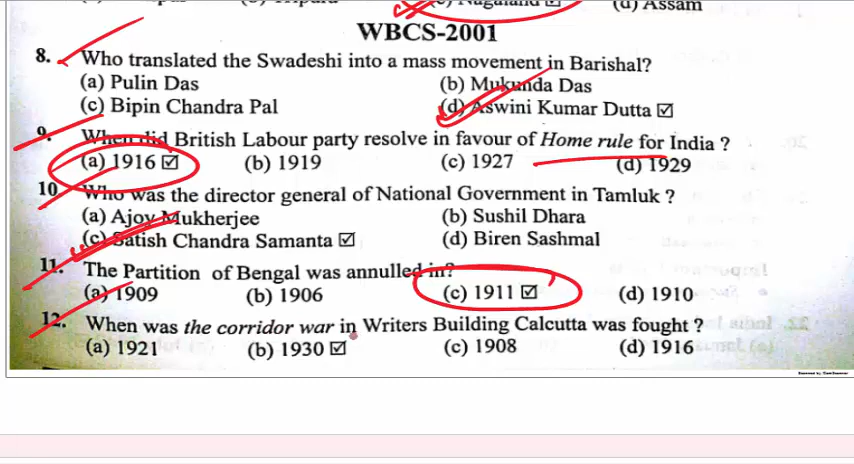 (c) Nagaland ☑ (d) Assam
WBCS-2001
8. Who translated the Swadeshi into a mass movement in Barishal?
(a) Pulin Das (b) Mukunda Das
(c) Bipin Chandra Pal (d) Aswini Kumar Dutta ☑
9. When did British Labour party resolve in favour of Home rule for India ?
(a) 1916 ☑ (b) 1919 (c) 1927 (d) 1929
10 Who was the director general of National Government in Tamluk ?
(a) Ajoy Mukherjee (b) Sushil Dhara
(c) Satish Chandra Samanta ☑ (d) Biren Sashmal
11. The Partition of Bengal was annulled in?
(a) 1909 (b) 1906 (c) 1911 ☑ (d) 1910
12. When was the corridor war in Writers Building Calcutta was fought ?
(a) 1921 (b) 1930 ☑ (c) 1908 (d) 1916